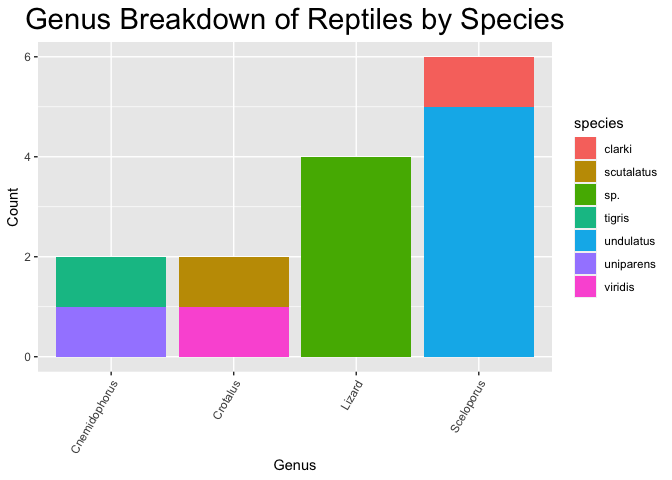 Genus Breakdown of Reptiles by Species
6
4
2
0
Count
Cnemidophorus
Crotalus
Lizard
Sceloporus
Genus
species
clarki
scutalatus
sp.
tigris
undulatus
uniparens
viridis